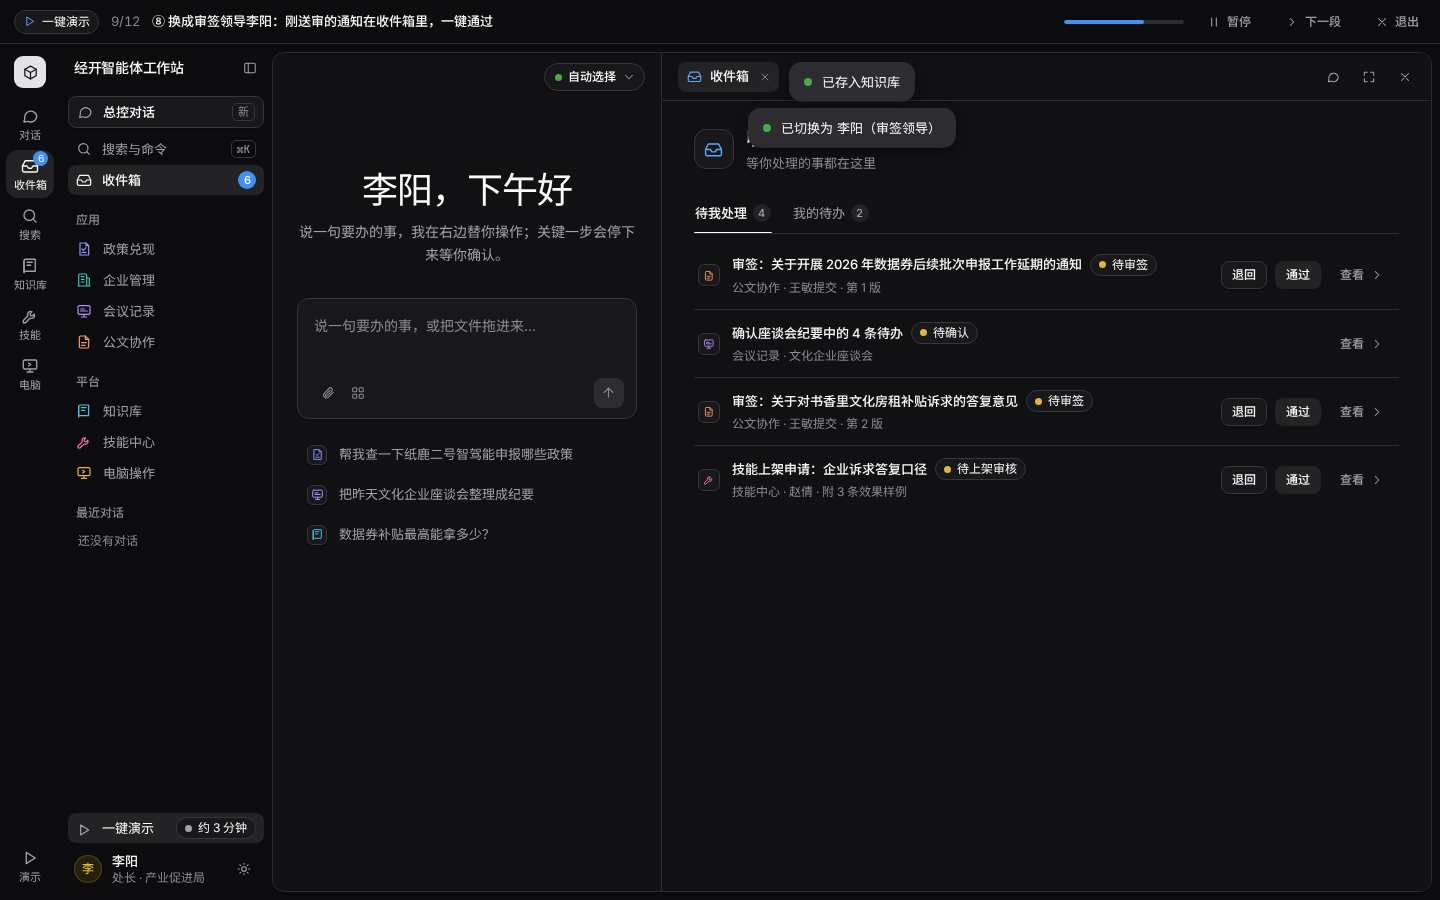 一键演示
9/12
⑧ 换成审签领导李阳：刚送审的通知在收件箱里，一键通过
暂停
下一段
退出
对话
6
收件箱
搜索
知识库
技能
电脑
演示
经开智能体工作站
总控对话
新
搜索与命令
⌘K
收件箱
6
应用
政策兑现
企业管理
会议记录
公文协作
平台
知识库
技能中心
电脑操作
最近对话
还没有对话
一键演示
约 3 分钟
李
李阳
处长 · 产业促进局
自动选择
李阳，下午好
说一句要办的事，我在右边替你操作；关键一步会停下
来等你确认。
说一句要办的事，或把文件拖进来...
帮我查一下纸鹿二号智驾能申报哪些政策
把昨天文化企业座谈会整理成纪要
数据券补贴最高能拿多少？
收件箱
已存入知识库
已切换为 李阳（审签领导）
等你处理的事都在这里
待我处理
4
我的待办
2
审签：关于开展 2026 年数据券后续批次申报工作延期的通知
待审签
公文协作 · 王敏提交 · 第 1 版
退回
通过
查看
确认座谈会纪要中的 4 条待办
待确认
会议记录 · 文化企业座谈会
查看
审签：关于对书香里文化房租补贴诉求的答复意见
待审签
公文协作 · 王敏提交 · 第 2 版
退回
通过
查看
技能上架申请：企业诉求答复口径
待上架审核
技能中心 · 赵倩 · 附 3 条效果样例
退回
通过
查看